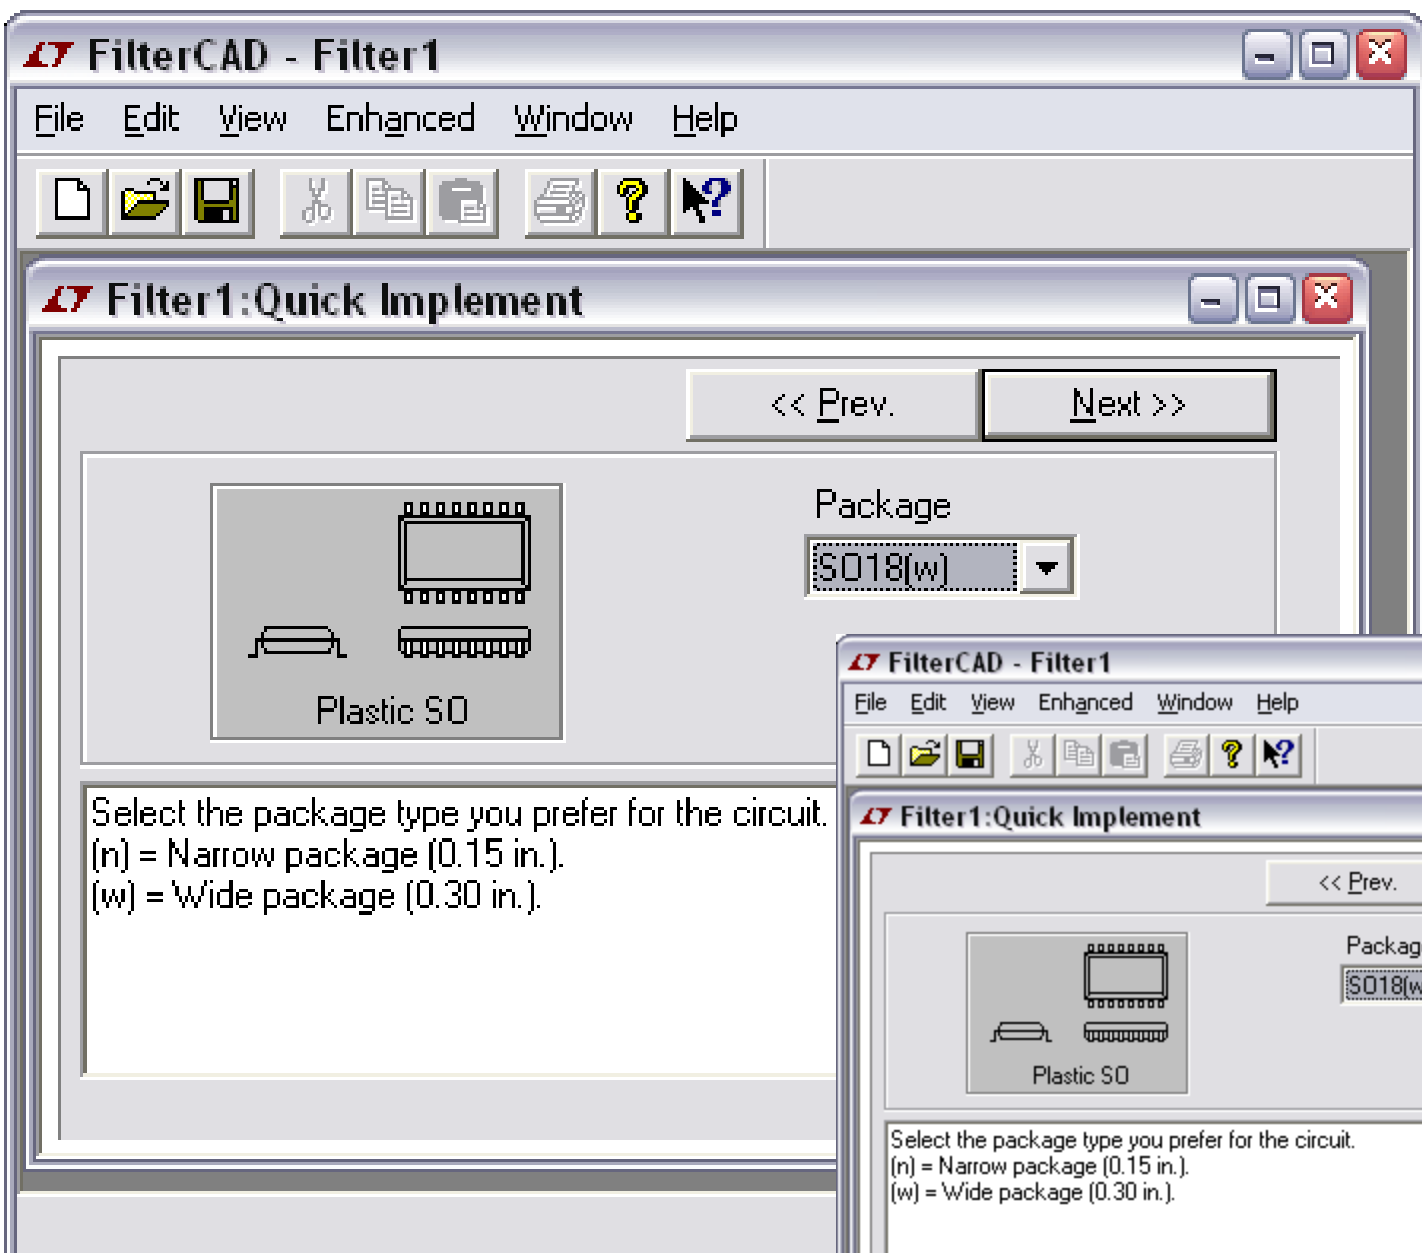 FilterCAD - Filter1
File Edit View Enhanced Window Help
Filter1:Quick Implement
<< Prev. Next >>
Package
SO18(w)
Plastic SO
Select the package type you prefer for the circuit.
(n) = Narrow package (0.15 in.).
(w) = Wide package (0.30 in.).
FilterCAD - Filter1
File Edit View Enhanced Window Help
Filter1:Quick Implement
<< Prev.
Packag
SO18(w
Plastic SO
Select the package type you prefer for the circuit.
(n) = Narrow package (0.15 in.).
(w) = Wide package (0.30 in.).